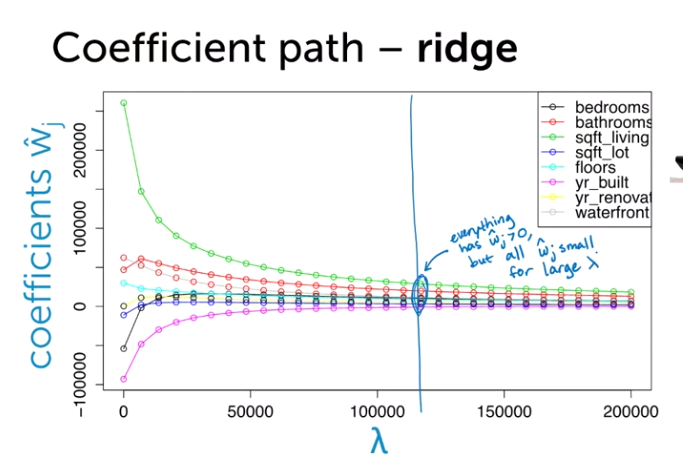 Coefficient path – ridge
coefficients ŵj
200000
100000
0
−100000
bedrooms
bathrooms
sqft_living
sqft_lot
floors
yr_built
yr_renovat
waterfront
everything
has ŵj>0,
but all ŵj small
for large λ
0
50000
100000
150000
200000
λ